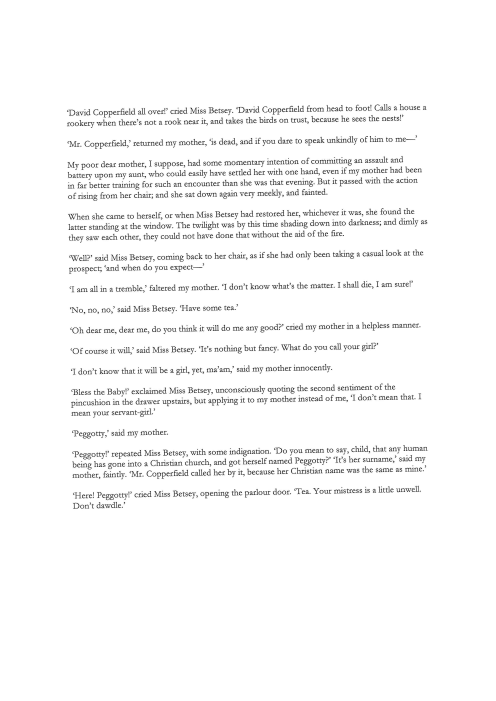 ‘David Copperfield all over!’ cried Miss Betsey. ‘David Copperfield from head to foot! Calls a house a
rookery when there’s not a rook near it, and takes the birds on trust, because he sees the nests!’
‘Mr. Copperfield,’ returned my mother, ‘is dead, and if you dare to speak unkindly of him to me—’
My poor dear mother, I suppose, had some momentary intention of committing an assault and
battery upon my aunt, who could easily have settled her with one hand, even if my mother had been
in far better training for such an encounter than she was that evening. But it passed with the action
of rising from her chair; and she sat down again very meekly, and fainted.
When she came to herself, or when Miss Betsey had restored her, whichever it was, she found the
latter standing at the window. The twilight was by this time shading down into darkness; and dimly as
they saw each other, they could not have done that without the aid of the fire.
‘Well?’ said Miss Betsey, coming back to her chair, as if she had only been taking a casual look at the
prospect; ‘and when do you expect—’
‘I am all in a tremble,’ faltered my mother. ‘I don’t know what’s the matter. I shall die, I am sure!’
‘No, no, no,’ said Miss Betsey. ‘Have some tea.’
‘Oh dear me, dear me, do you think it will do me any good?’ cried my mother in a helpless manner.
‘Of course it will,’ said Miss Betsey. ‘It’s nothing but fancy. What do you call your girl?’
‘I don’t know that it will be a girl, yet, ma’am,’ said my mother innocently.
‘Bless the Baby!’ exclaimed Miss Betsey, unconsciously quoting the second sentiment of the
pincushion in the drawer upstairs, but applying it to my mother instead of me, ‘I don’t mean that. I
mean your servant-girl.’
‘Peggotty,’ said my mother.
‘Peggotty!’ repeated Miss Betsey, with some indignation. ‘Do you mean to say, child, that any human
being has gone into a Christian church, and got herself named Peggotty?’ ‘It’s her surname,’ said my
mother, faintly. ‘Mr. Copperfield called her by it, because her Christian name was the same as mine.’
‘Here! Peggotty!’ cried Miss Betsey, opening the parlour door. ‘Tea. Your mistress is a little unwell.
Don’t dawdle.’